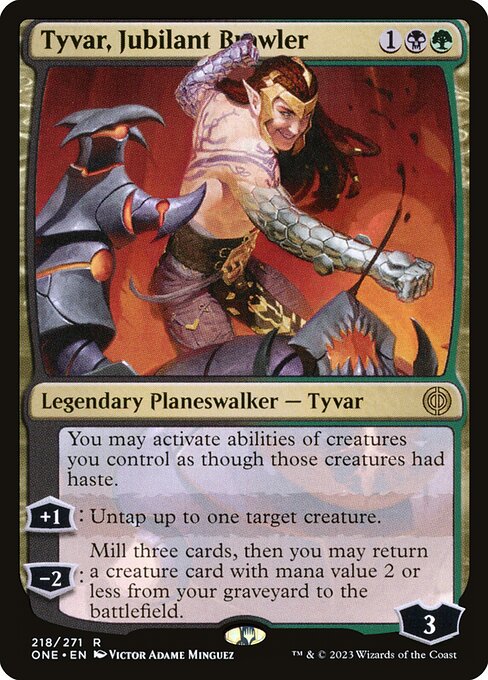 Tyvar, Jubilant Brawler 1
Legendary Planeswalker — Tyvar
You may activate abilities of creatures
you control as though those creatures had
haste.
+1 : Untap up to one target creature.
Mill three cards, then you may return
−2 : a creature card with mana value 2 or
less from your graveyard to the
battlefield.
3
218/271 R
ONE • EN Victor Adame Minguez ™ & © 2023 Wizards of the Coast